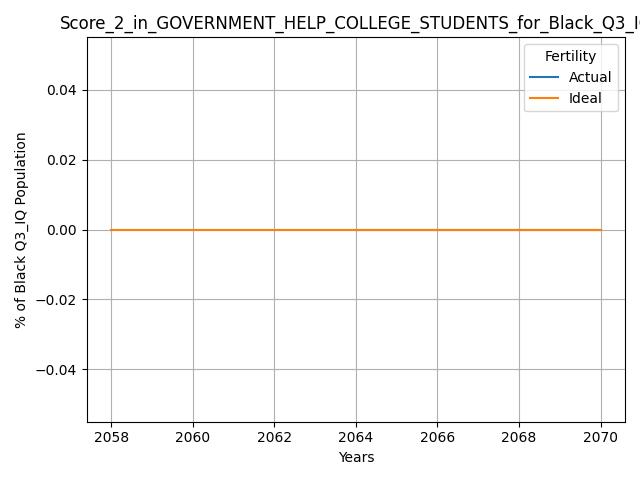 Score_2_in_GOVERNMENT_HELP_COLLEGE_STUDENTS_for_Black_Q3_IQ
Fertility
Actual
Ideal
0.04
0.02
0.00
−0.02
−0.04
% of Black Q3_IQ Population
2058 2060 2062 2064 2066 2068 2070
Years